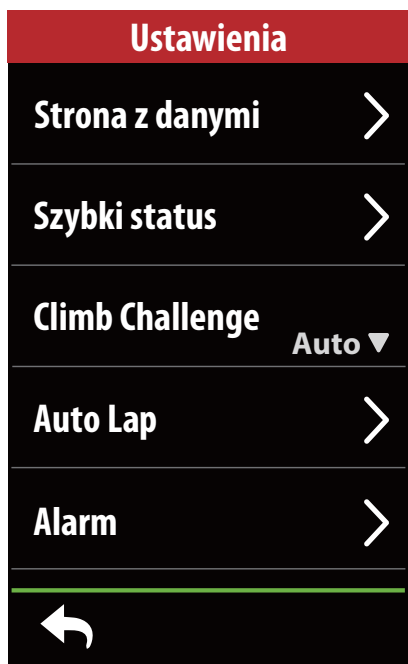 Ustawienia
Strona z danymi
Szybki status
Climb Challenge
Auto
Auto Lap
Alarm